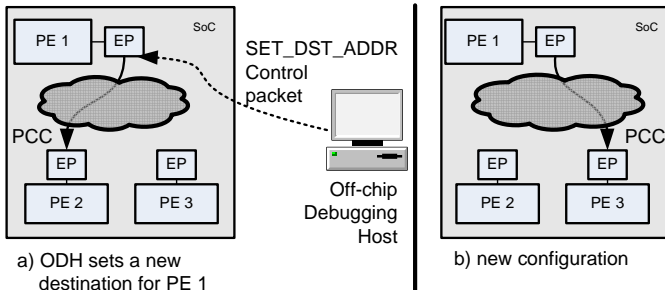 SoC
PE 1
EP
SET_DST_ADDR
Control
packet
PCC
EP
EP
PE 2
PE 3
Off-chip
Debugging
Host
a) ODH sets a new
destination for PE 1
SoC
PE 1
EP
PCC
EP
EP
PE 2
PE 3
b) new configuration